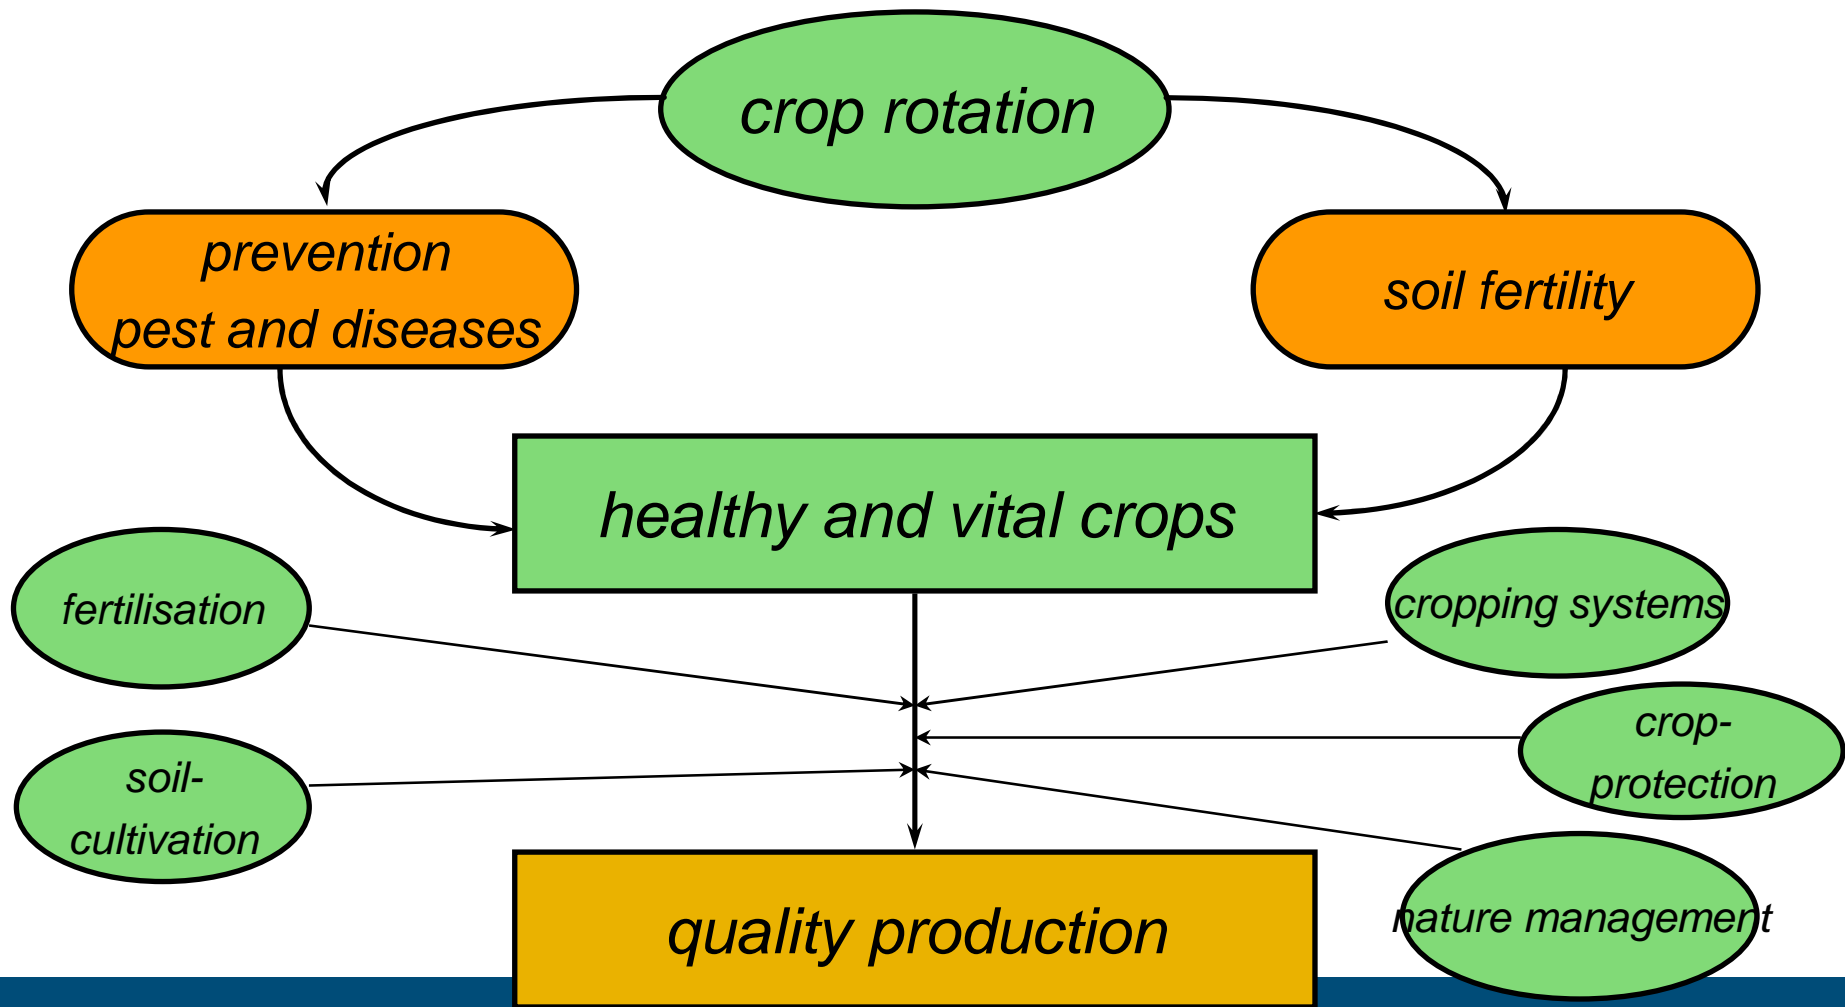 crop rotation
prevention
pest and diseases
soil fertility
healthy and vital crops
fertilisation
cropping systems
crop-
protection
soil-
cultivation
nature management
quality production